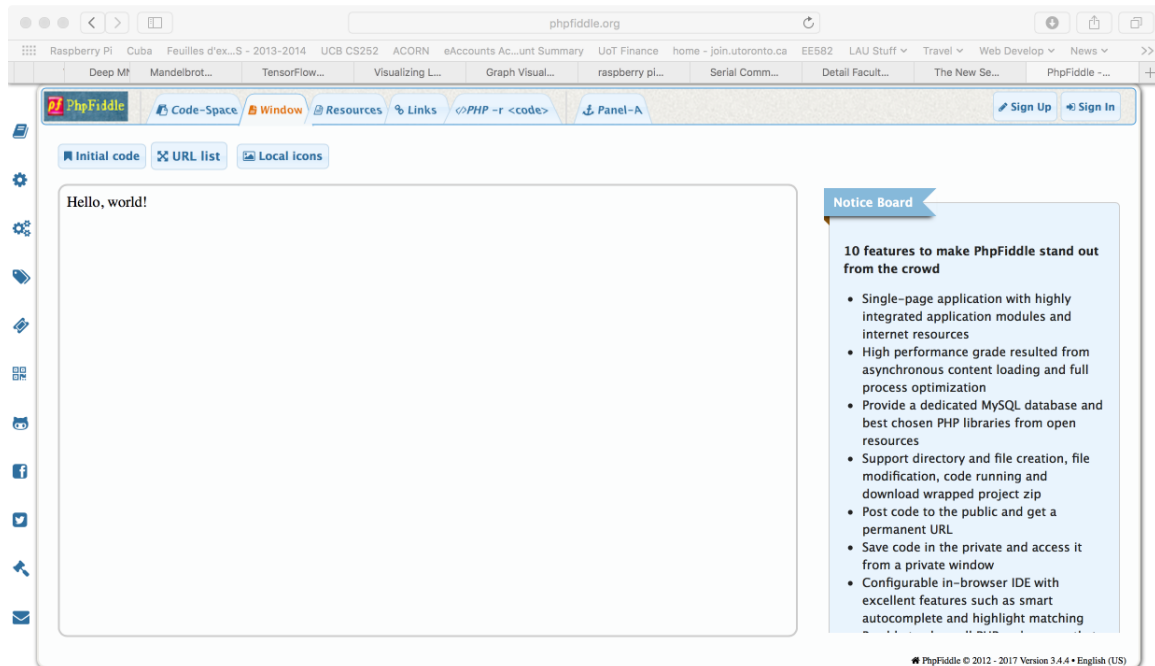 phpfiddle.org
Raspberry Pi Cuba Feuilles d'ex...S - 2013-2014 UCB CS252 ACORN eAccounts Ac...unt Summary UoT Finance home - join.utoronto.ca EE582 LAU Stuff Travel Web Develop News >>
Deep MN Mandelbrot... TensorFlow... Visualizing L... Graph Visual... raspberry pi... Serial Comm... Detail Facult... The New Se... PhpFiddle -... +
pf PhpFiddle Code-Space Window Resources Links PHP -r <code> Panel-A Sign Up Sign In
Initial code URL list Local icons
Hello, world!
Notice Board
10 features to make PhpFiddle stand out
from the crowd
• Single-page application with highly
integrated application modules and
internet resources
• High performance grade resulted from
asynchronous content loading and full
process optimization
• Provide a dedicated MySQL database and
best chosen PHP libraries from open
resources
• Support directory and file creation, file
modification, code running and
download wrapped project zip
• Post code to the public and get a
permanent URL
• Save code in the private and access it
from a private window
• Configurable in-browser IDE with
excellent features such as smart
autocomplete and highlight matching
PhpFiddle © 2012 - 2017 Version 3.4.4 • English (US)